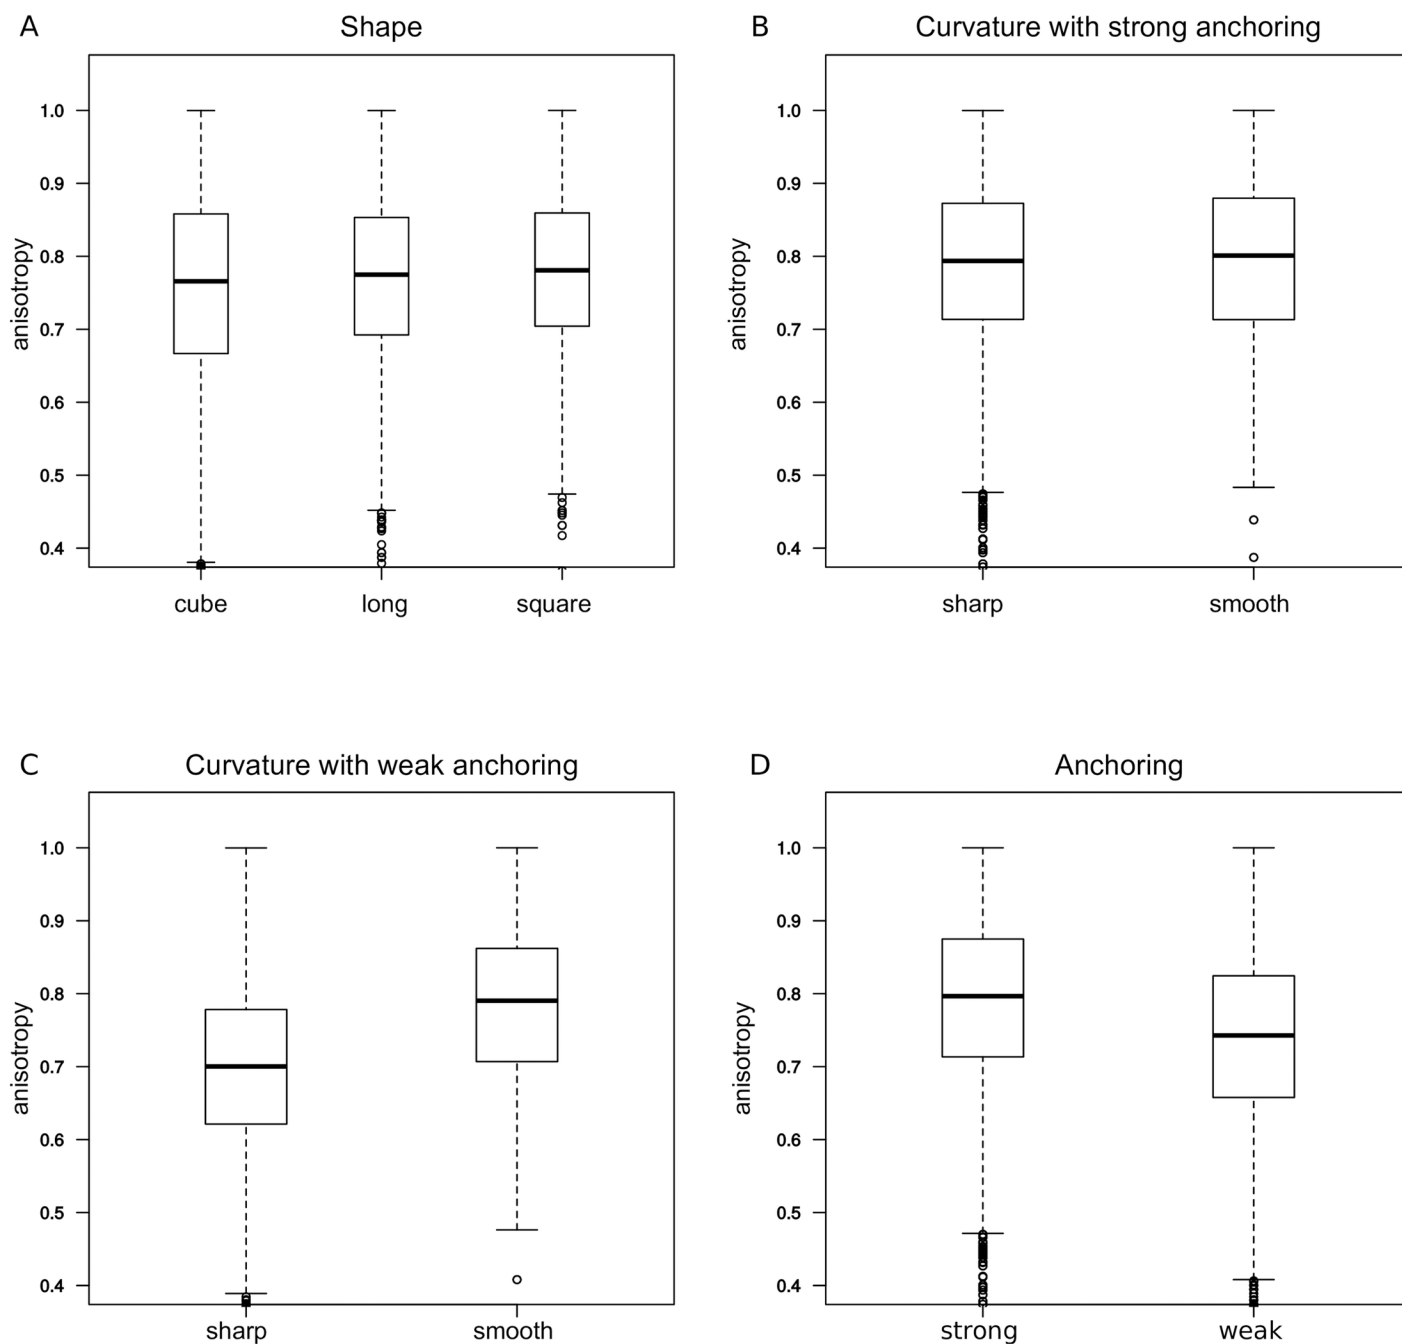 A
Shape
anisotropy
1.0
0.9
0.8
0.7
0.6
0.5
0.4
cube
long
square
B
Curvature with strong anchoring
anisotropy
1.0
0.9
0.8
0.7
0.6
0.5
0.4
sharp
smooth
C
Curvature with weak anchoring
anisotropy
1.0
0.9
0.8
0.7
0.6
0.5
0.4
sharp
smooth
D
Anchoring
anisotropy
1.0
0.9
0.8
0.7
0.6
0.5
0.4
strong
weak